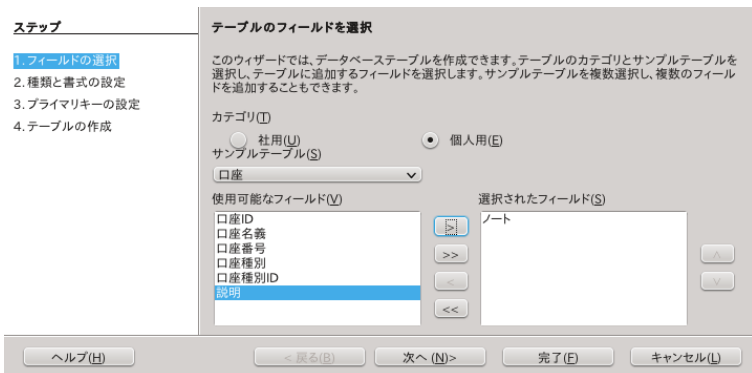 ステップ
1.フィールドの選択
2.種類と書式の設定
3.プライマリキーの設定
4.テーブルの作成
テーブルのフィールドを選択
このウィザードでは、データベーステーブルを作成できます。テーブルのカテゴリとサンプルテーブルを
選択し、テーブルに追加するフィールドを選択します。サンプルテーブルを複数選択し、複数のフィール
ドを追加することもできます。
カテゴリ(T)
社用(U) 個人用(E)
サンプルテーブル(S)
口座
使用可能なフィールド(V) 選択されたフィールド(S)
口座ID
口座名義
口座番号
口座種別
口座種別ID
説明
>
>>
<
<<
ノート
∧
∨
ヘルプ(H) < 戻る(B) 次へ (N)> 完了(F) キャンセル(L)